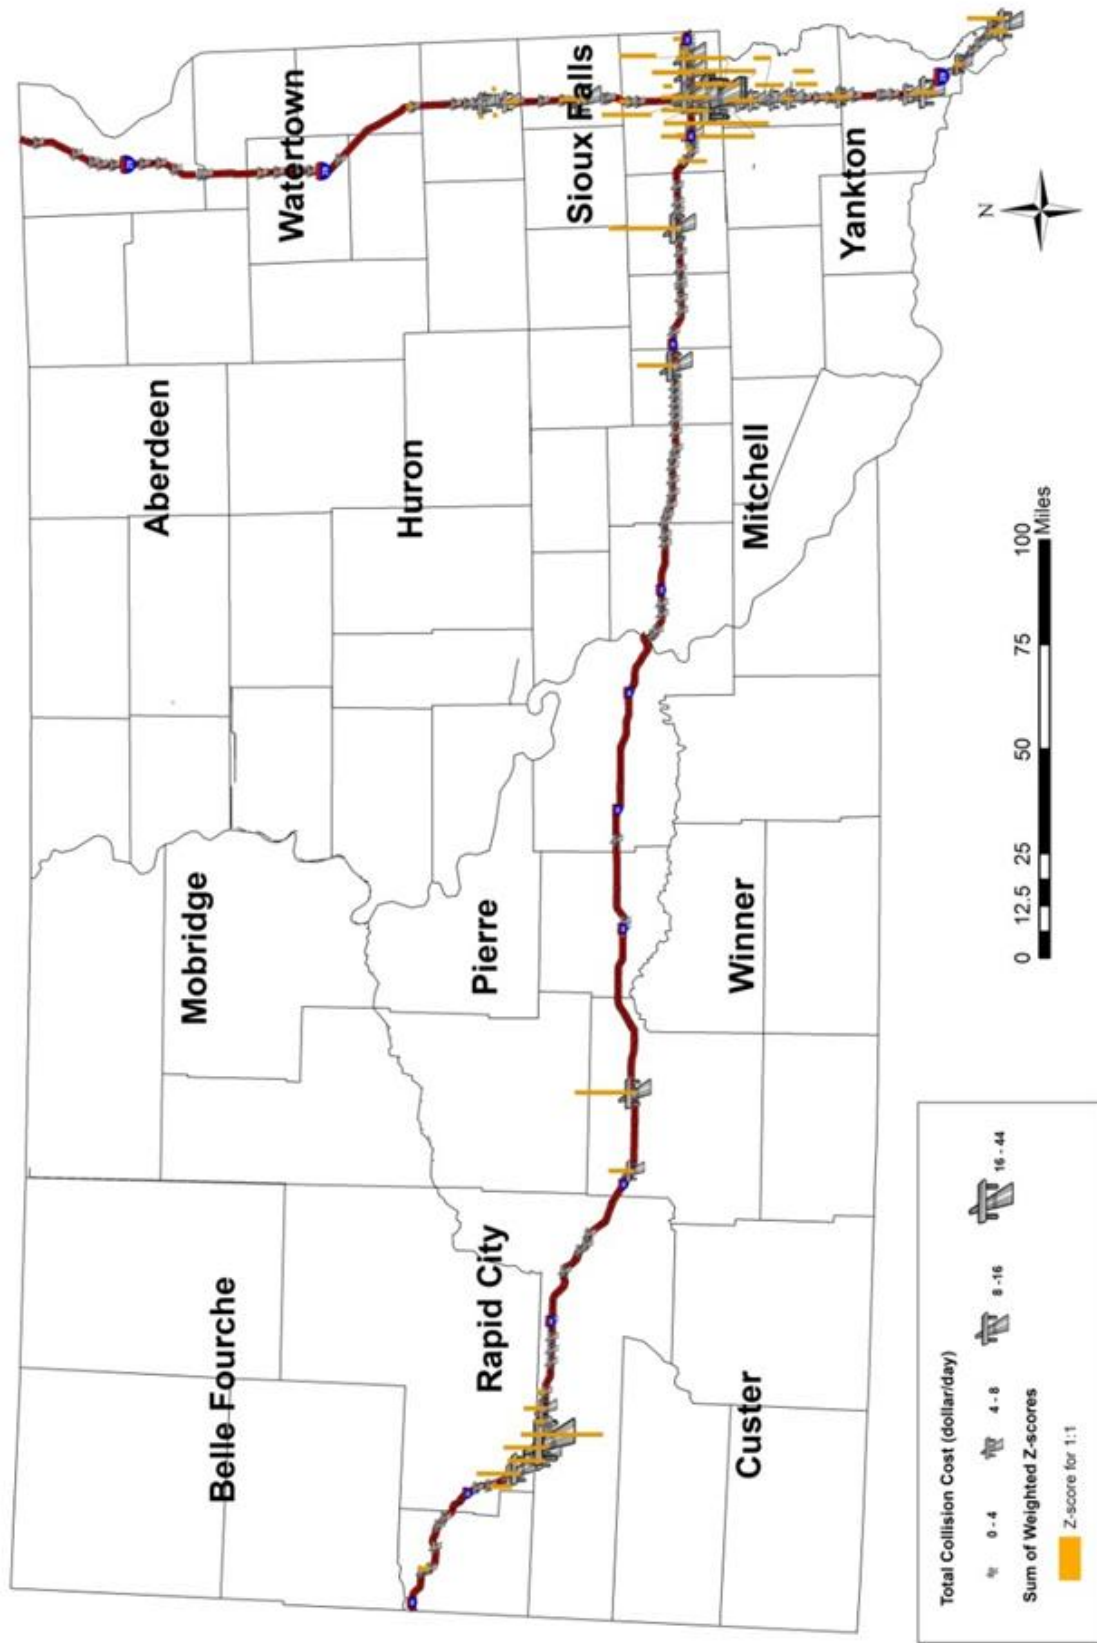 Belle Fourche
Mobridge
Aberdeen
Watertown
Rapid City
Pierre
Huron
Sioux Falls
Custer
Winner
Mitchell
Yankton
N
0 12.5 25 50 75 100
Miles
Total Collision Cost (dollar/day)
0 - 4 4 - 8 8 -16 16 - 44
Sum of Weighted Z-scores
Z-score for 1:1